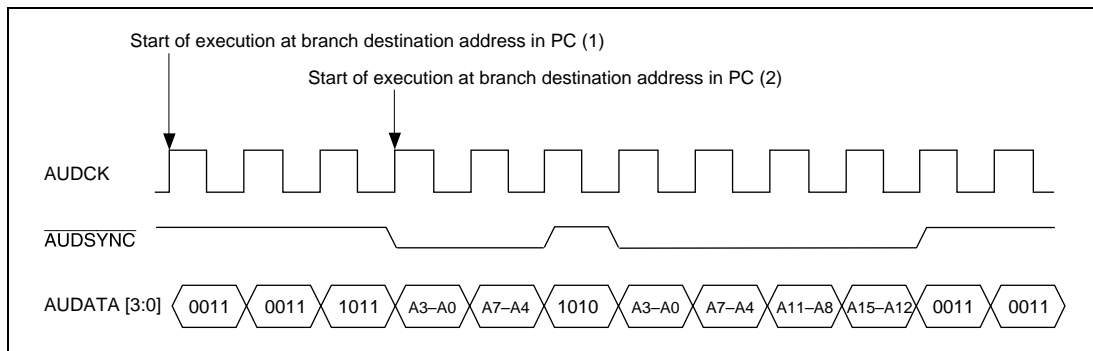 Start of execution at branch destination address in PC (1)
Start of execution at branch destination address in PC (2)
AUDCK
AUDSYNC
AUDATA [3:0] 0011 0011 1011 A3–A0 A7–A4 1010 A3–A0 A7–A4 A11–A8 A15–A12 0011 0011